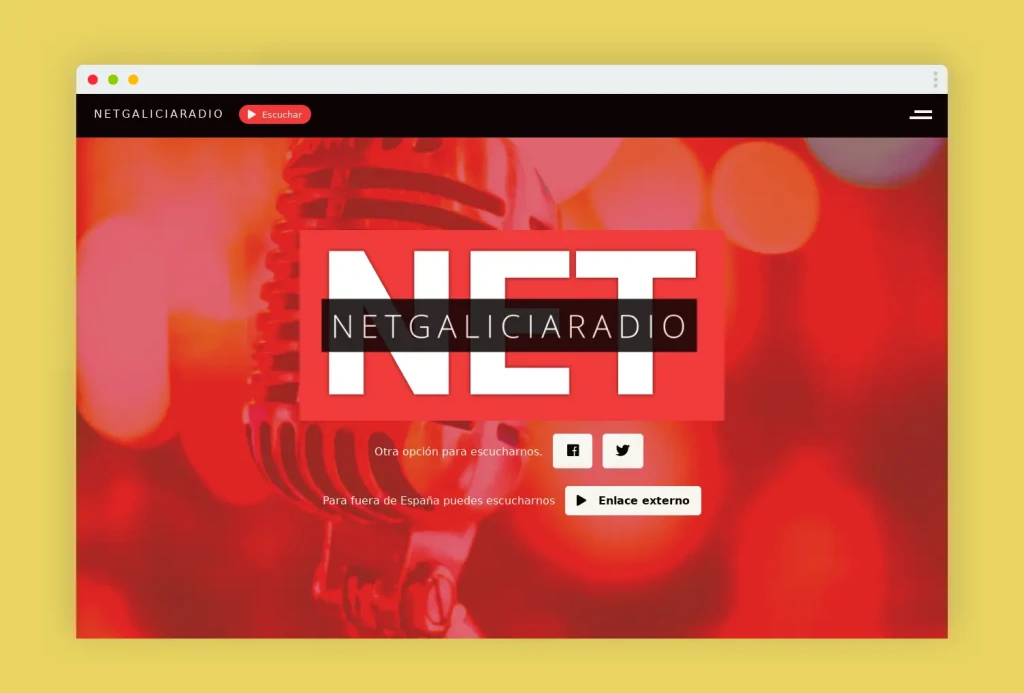 NETGALICIARADIO
Escuchar
NET
NETGALICIARADIO
Otra opción para escucharnos.
Para fuera de España puedes escucharnos
Enlace externo